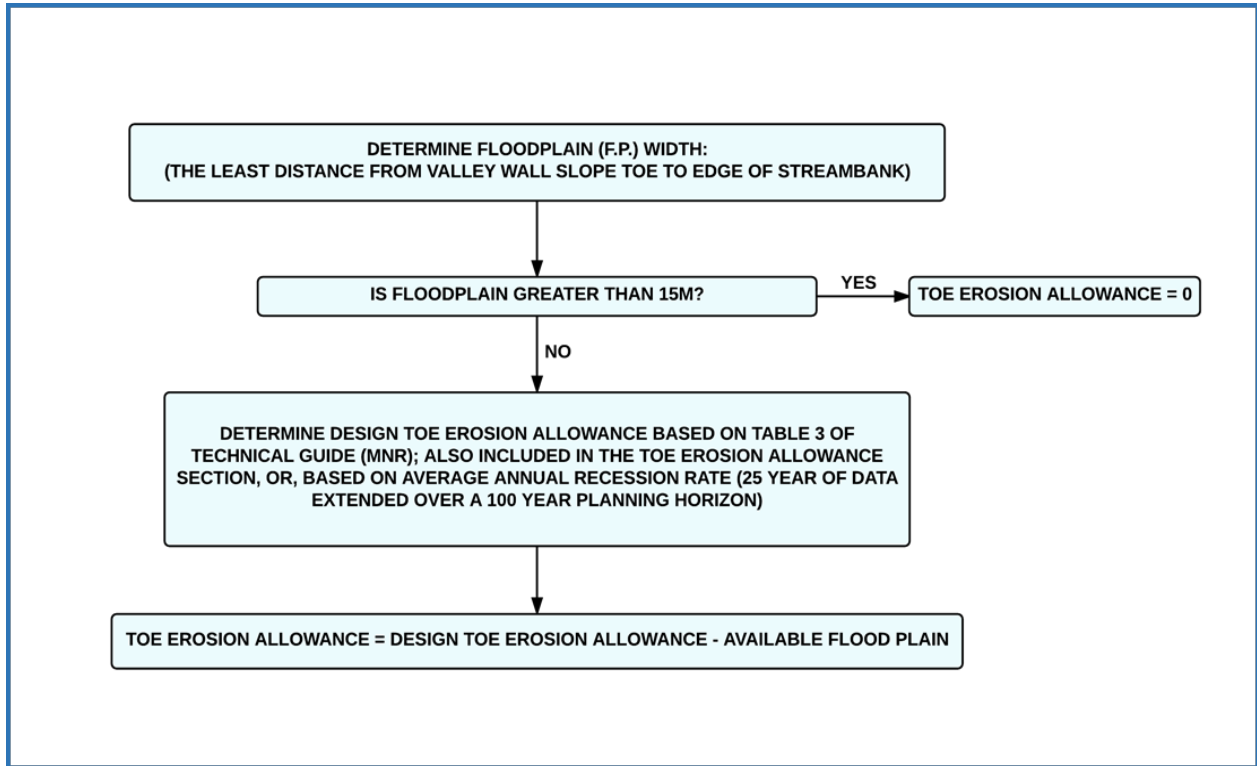 DETERMINE FLOODPLAIN (F.P.) WIDTH:
(THE LEAST DISTANCE FROM VALLEY WALL SLOPE TOE TO EDGE OF STREAMBANK)
IS FLOODPLAIN GREATER THAN 15M?
YES
TOE EROSION ALLOWANCE = 0
NO
DETERMINE DESIGN TOE EROSION ALLOWANCE BASED ON TABLE 3 OF
TECHNICAL GUIDE (MNR); ALSO INCLUDED IN THE TOE EROSION ALLOWANCE
SECTION, OR, BASED ON AVERAGE ANNUAL RECESSION RATE (25 YEAR OF DATA
EXTENDED OVER A 100 YEAR PLANNING HORIZON)
TOE EROSION ALLOWANCE = DESIGN TOE EROSION ALLOWANCE - AVAILABLE FLOOD PLAIN